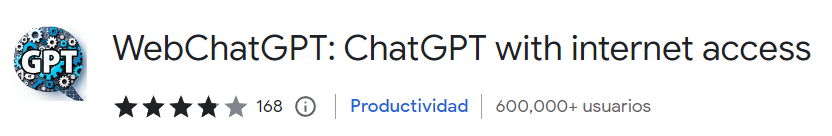 GPT
WebChatGPT: ChatGPT with internet access
168 Productividad 600,000+ usuarios